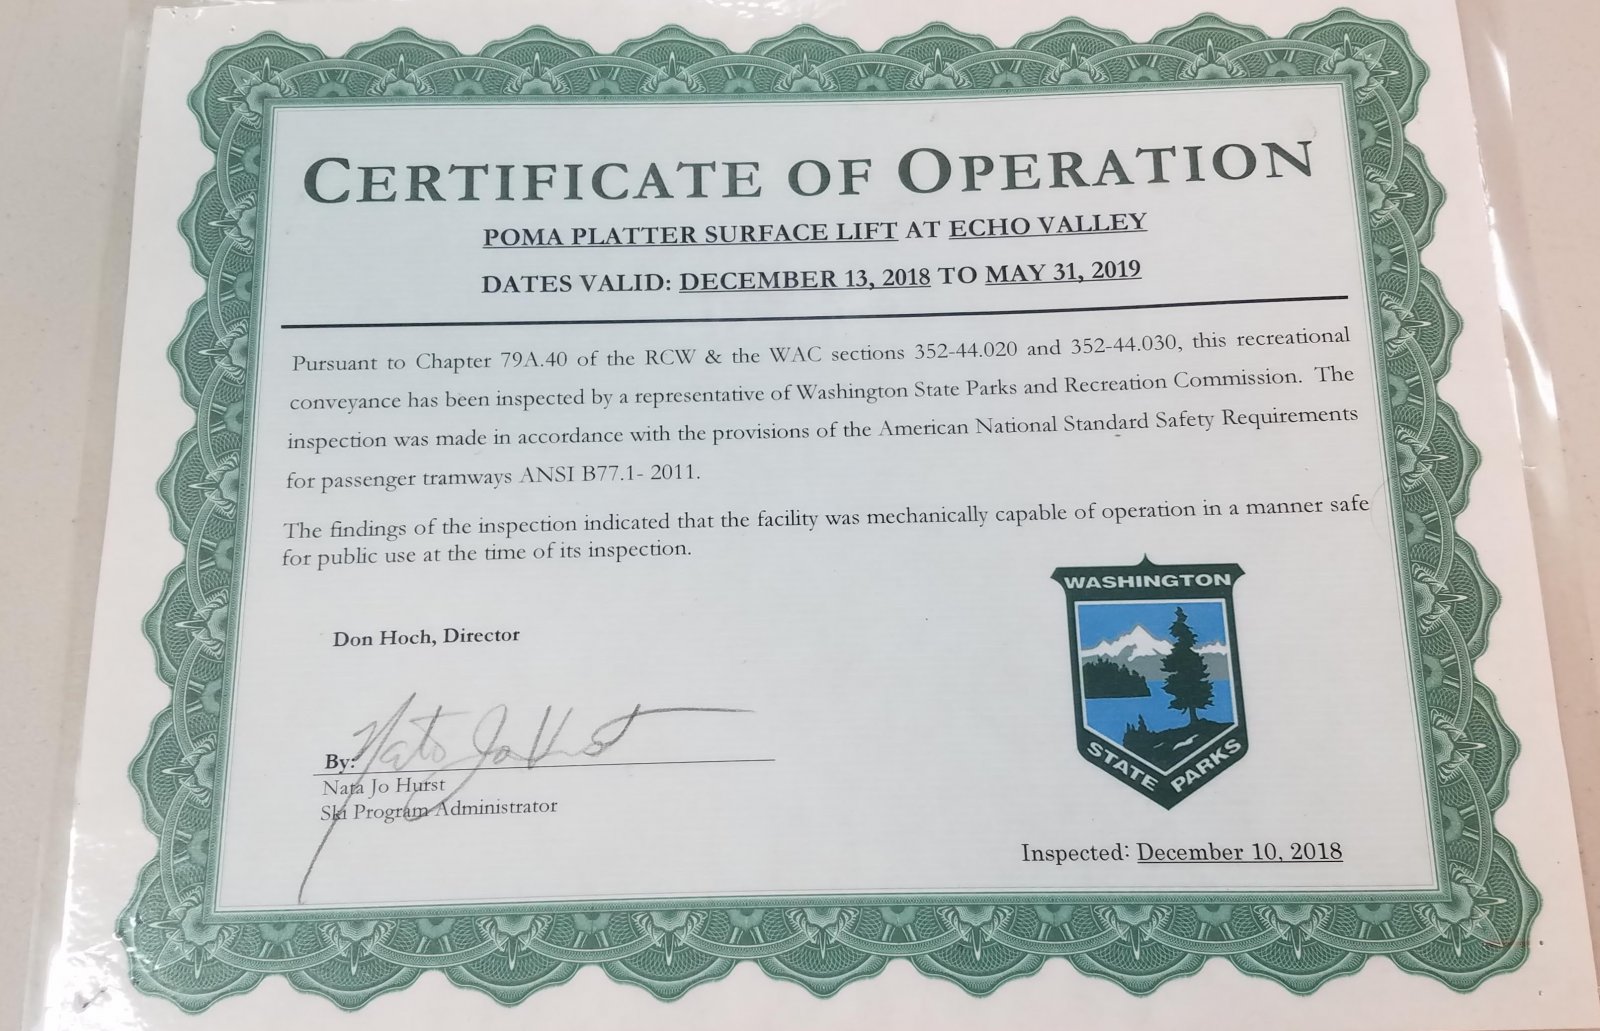 CERTIFICATE OF OPERATION
POMA PLATTER SURFACE LIFT AT ECHO VALLEY
DATES VALID: DECEMBER 13, 2018 TO MAY 31, 2019
Pursuant to Chapter 79A.40 of the RCW & the WAC sections 352-44.020 and 352-44.030, this recreational
conveyance has been inspected by a representative of Washington State Parks and Recreation Commission. The
inspection was made in accordance with the provisions of the American National Standard Safety Requirements
for passenger tramways ANSI B77.1- 2011.
The findings of the inspection indicated that the facility was mechanically capable of operation in a manner safe
for public use at the time of its inspection.
Don Hoch, Director
By: Nata Jo Hurst
Nata Jo Hurst
Ski Program Administrator
WASHINGTON
STATE PARKS
Inspected: December 10, 2018